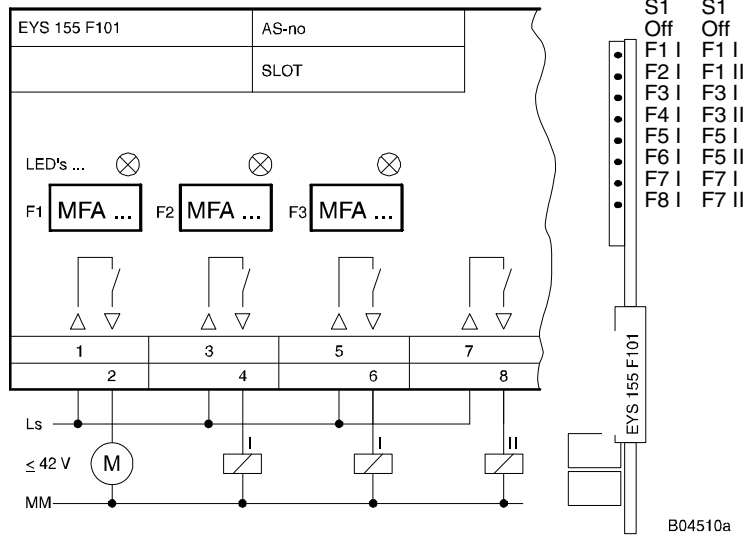 EYS 155 F101 AS-no
SLOT
S1 S1
Off Off
F1 I F1 I
F2 I F1 II
F3 I F3 I
F4 I F3 II
F5 I F5 I
F6 I F5 II
F7 I F7 I
F8 I F7 II
LED's ...
F1 MFA ... F2 MFA ... F3 MFA ...
1 3 5 7
2 4 6 8
Ls
I I II
≤ 42 V M
MM
EYS 155 F101
B04510a